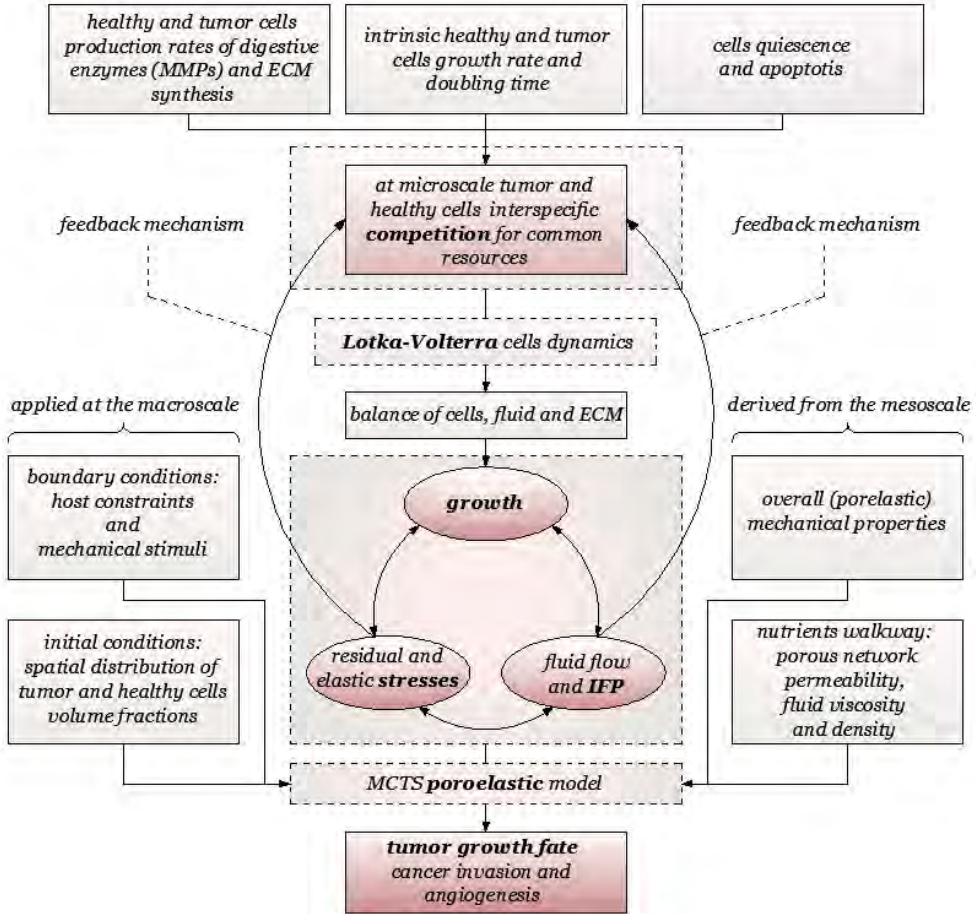 healthy and tumor cells
production rates of digestive
enzymes (MMPs) and ECM
synthesis
intrinsic healthy and tumor
cells growth rate and
doubling time
cells quiescence
and apoptotis
at microscale tumor and
healthy cells interspecific
competition for common
resources
feedback mechanism
feedback mechanism
Lotka-Volterra cells dynamics
balance of cells, fluid and ECM
applied at the macroscale
derived from the mesoscale
boundary conditions:
host constraints
and
mechanical stimuli
growth
overall (porelastic)
mechanical properties
initial conditions:
spatial distribution of
tumor and healthy cells
volume fractions
residual and
elastic stresses
fluid flow
and IFP
nutrients walkway:
porous network
permeability,
fluid viscosity
and density
MCTS poroelastic model
tumor growth fate
cancer invasion and
angiogenesis